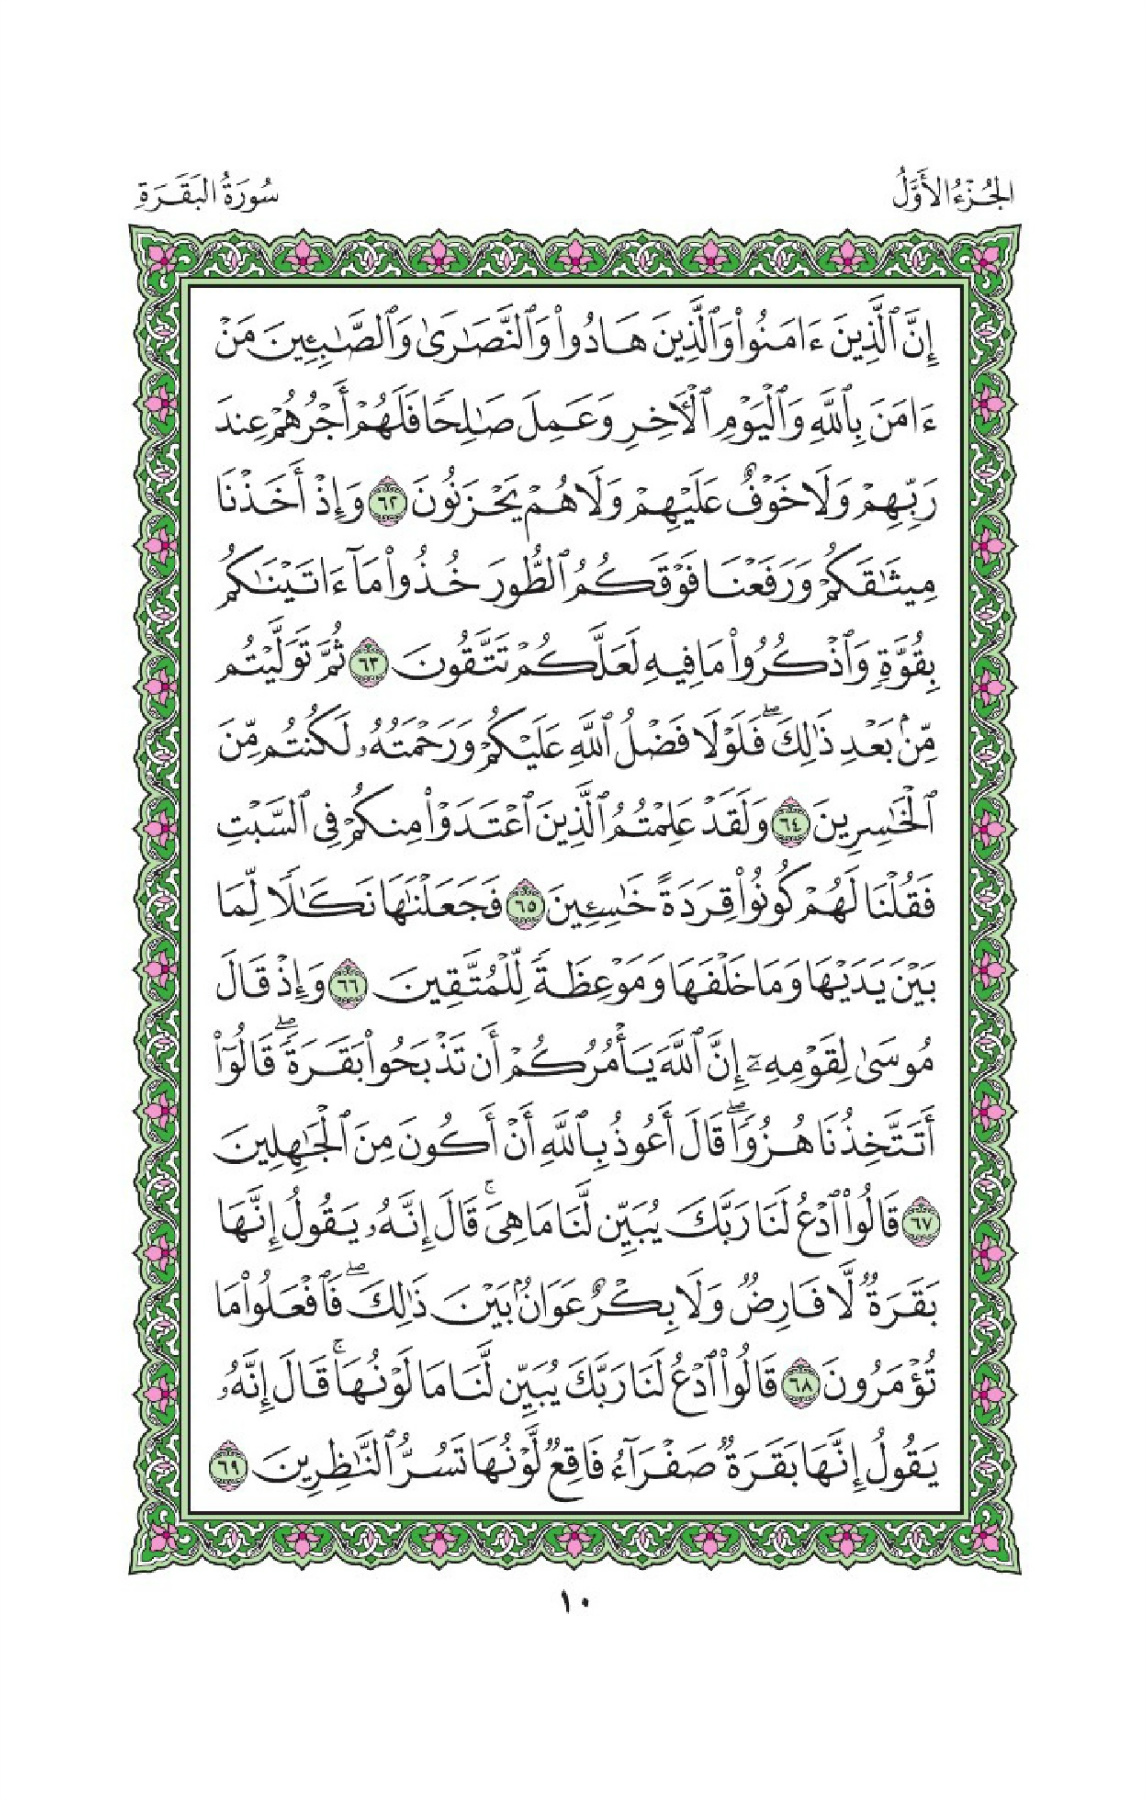 الجُزْءُ الأَوَّلُ
سُورَةُ البَقَرَةِ
إِنَّ ٱلَّذِينَ ءَامَنُوا۟ وَٱلَّذِينَ هَادُوا۟ وَٱلنَّصَـٰرَىٰ وَٱلصَّـٰبِـِٔينَ مَنْ
ءَامَنَ بِٱللَّهِ وَٱلْيَوْمِ ٱلْـَٔاخِرِ وَعَمِلَ صَـٰلِحًا فَلَهُمْ أَجْرُهُمْ عِندَ
رَبِّهِمْ وَلَا خَوْفٌ عَلَيْهِمْ وَلَا هُمْ يَحْزَنُونَ ٦٢ وَإِذْ أَخَذْنَا
مِيثَـٰقَكُمْ وَرَفَعْنَا فَوْقَكُمُ ٱلطُّورَ خُذُوا۟ مَآ ءَاتَيْنَـٰكُم
بِقُوَّةٍ وَٱذْكُرُوا۟ مَا فِيهِ لَعَلَّكُمْ تَتَّقُونَ ٦٣ ثُمَّ تَوَلَّيْتُم
مِّنۢ بَعْدِ ذَٰلِكَ ۖ فَلَوْلَا فَضْلُ ٱللَّهِ عَلَيْكُمْ وَرَحْمَتُهُۥ لَكُنتُم مِّنَ
ٱلْخَـٰسِرِينَ ٦٤ وَلَقَدْ عَلِمْتُمُ ٱلَّذِينَ ٱعْتَدَوْا۟ مِنكُمْ فِى ٱلسَّبْتِ
فَقُلْنَا لَهُمْ كُونُوا۟ قِرَدَةً خَـٰسِـِٔينَ ٦٥ فَجَعَلْنَـٰهَا نَكَـٰلًا لِّمَا
بَيْنَ يَدَيْهَا وَمَا خَلْفَهَا وَمَوْعِظَةً لِّلْمُتَّقِينَ ٦٦ وَإِذْ قَالَ
مُوسَىٰ لِقَوْمِهِۦٓ إِنَّ ٱللَّهَ يَأْمُرُكُمْ أَن تَذْبَحُوا۟ بَقَرَةً ۖ قَالُوٓا۟
أَتَتَّخِذُنَا هُزُوًا ۖ قَالَ أَعُوذُ بِٱللَّهِ أَنْ أَكُونَ مِنَ ٱلْجَـٰهِلِينَ
٦٧ قَالُوا۟ ٱدْعُ لَنَا رَبَّكَ يُبَيِّن لَّنَا مَا هِىَ ۚ قَالَ إِنَّهُۥ يَقُولُ إِنَّهَا
بَقَرَةٌ لَّا فَارِضٌ وَلَا بِكْرٌ عَوَانٌۢ بَيْنَ ذَٰلِكَ ۖ فَٱفْعَلُوا۟ مَا
تُؤْمَرُونَ ٦٨ قَالُوا۟ ٱدْعُ لَنَا رَبَّكَ يُبَيِّن لَّنَا مَا لَوْنُهَا ۚ قَالَ إِنَّهُۥ
يَقُولُ إِنَّهَا بَقَرَةٌ صَفْرَآءُ فَاقِعٌ لَّوْنُهَا تَسُرُّ ٱلنَّـٰظِرِينَ ٦٩
١٠